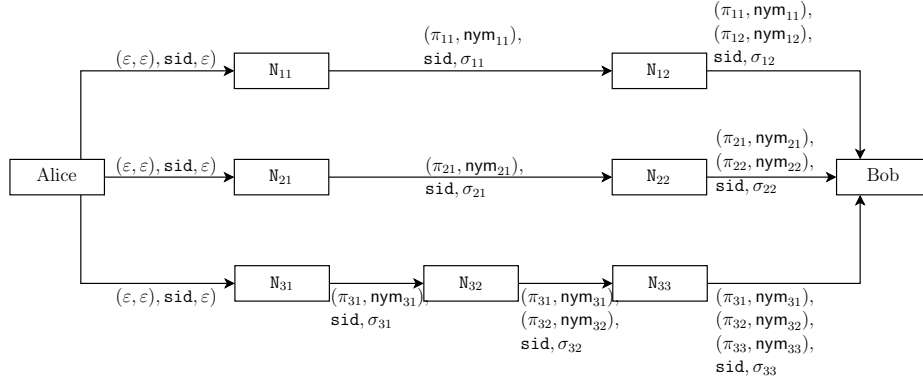 (π₁₁, nym₁₁),
(π₁₂, nym₁₂),
sid, σ₁₂
(π₁₁, nym₁₁),
sid, σ₁₁
(ε, ε), sid, ε)
N₁₁
N₁₂
(π₂₁, nym₂₁),
(π₂₂, nym₂₂),
sid, σ₂₂
(π₂₁, nym₂₁),
sid, σ₂₁
(ε, ε), sid, ε)
Alice
N₂₁
N₂₂
Bob
(ε, ε), sid, ε)
N₃₁
N₃₂
N₃₃
(π₃₁, nym₃₁),
sid, σ₃₁
(π₃₁, nym₃₁),
(π₃₂, nym₃₂),
sid, σ₃₂
(π₃₁, nym₃₁),
(π₃₂, nym₃₂),
(π₃₃, nym₃₃),
sid, σ₃₃